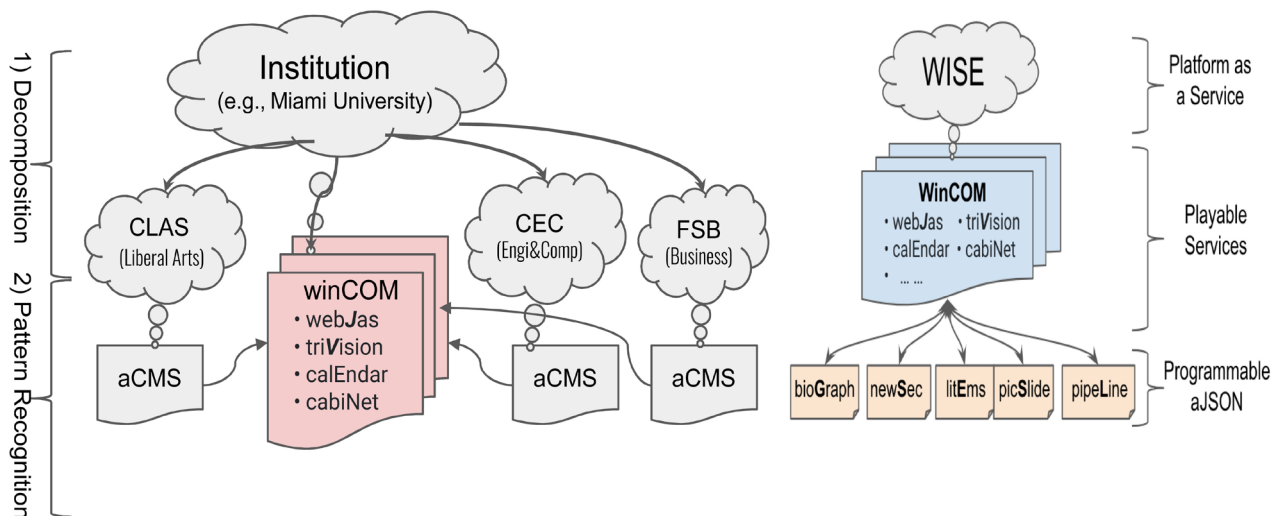 1) Decomposition
2) Pattern Recognition
Institution
(e.g., Miami University)
CLAS
(Liberal Arts)
CEC
(Engi&Comp)
FSB
(Business)
winCOM
• webJas
• triVision
• calEndar
• cabiNet
aCMS
aCMS
aCMS
WISE
WinCOM
• webJas • triVision
• calEndar • cabiNet
• ... ...
bioGraph
newSec
litEms
picSlide
pipeLine
Platform as
a Service
Playable
Services
Programmable
aJSON